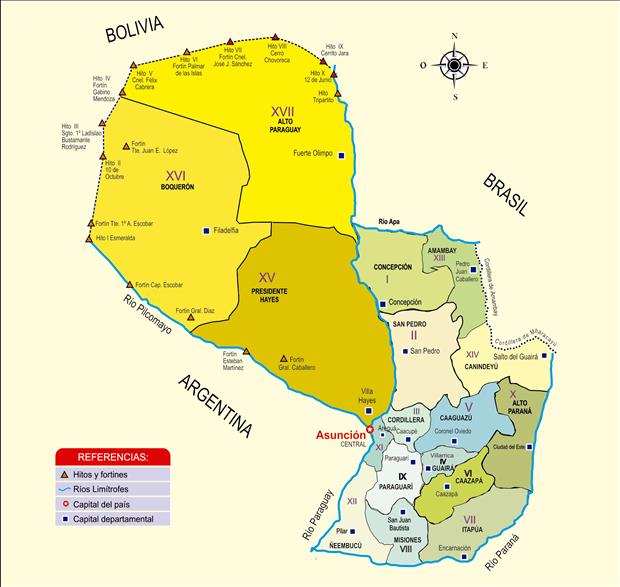 BOLIVIA
Hito IX
Cerrito Jara
Hito VIII
Cerro
Chovoreca
Hito VII
Fortín Cnel.
José J. Sánchez
Hito VI
Fortín Palmar
de las Islas
Hito V
Cnel. Félix
Cabrera
Hito X
12 de Junio
Hito
Tripartito
Hito IV
Fortín
Gabino
Mendoza
Hito III
Sgto. 1º Ladislao
Bustamante
Rodríguez
Hito II
10 de
Octubre
Fortín
Tte. Juan E. López
Fortín Tte. 1º A. Escobar
Hito I Esmeralda
Fortín Cap. Escobar
Fortín Gral. Díaz
Fortín
Esteban
Martínez
Fortín
Gral. Caballero
N
O
E
S
XVII
ALTO
PARAGUAY
Fuerte Olimpo
XVI
BOQUERÓN
Filadelfia
XV
PRESIDENTE
HAYES
Villa
Hayes
BRASIL
Río Apa
Río Pilcomayo
ARGENTINA
CONCEPCIÓN
I
Concepción
AMAMBAY
XIII
Pedro
Juan
Caballero
Cordillera de Amambay
Cordillera de Mbaracayú
SAN PEDRO
II
San Pedro
XIV
Salto del Guairá
CANINDEYÚ
Asunción
CENTRAL
XI
Areguá
III
CORDILLERA
Caacupé
V
CAAGUAZÚ
Coronel Oviedo
X
ALTO
PARANÁ
Ciudad del Este
Paraguarí
IX
PARAGUARÍ
Villarrica
IV
GUAIRÁ
VI
CAAZAPÁ
Caazapá
XII
Pilar
ÑEEMBUCÚ
San Juan
Bautista
MISIONES
VIII
VII
ITAPÚA
Encarnación
Río Paraguay
Río Paraná
REFERENCIAS:
Hitos y fortines
Ríos Limítrofes
Capital del país
Capital departamental